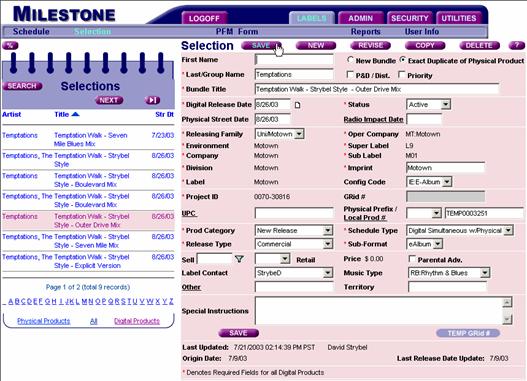 MILESTONE
LOGOFF LABELS ADMIN SECURITY UTILITIES
Schedule Selection PFM Form Reports User Info
%
Selection SAVE NEW REVISE COPY DELETE ?
SEARCH Selections
NEXT
Artist Title Str Dt
Temptations Temptation Walk - Seven Mile Blues Mix 7/23/03
Temptations, The Temptation Walk - Strybel Style 8/26/03
Temptations Temptation Walk - Strybel Style - Boulevard Mix 8/26/03
Temptations, The Temptation Walk - Strybel Style - Boulevard Mix 8/26/03
Temptations Temptation Walk - Strybel Style - Outer Drive Mix 8/26/03
Temptations, The Temptation Walk - Strybel Style - Seven Mile Mix 8/26/03
Temptations, The Temptation Walk - Strybel Style - Explicit Version 8/26/03
Page 1 of 2 (total 9 records)
_ A B C D E F G H I J K L M N O P Q R S T U V W X Y Z
Physical Products All Digital Products
First Name New Bundle Exact Duplicate of Physical Product
* Last/Group Name Temptations P&D / Dist. Priority
* Bundle Title Temptation Walk - Strybel Style - Outer Drive Mix
* Digital Release Date 8/26/03 * Status Active
Physical Street Date 8/26/03 Radio Impact Date
* Releasing Family Uni/Motown * Oper Company MT:Motown
* Environment Motown * Super Label L9
* Company Motown * Sub Label M01
* Division Motown * Imprint Motown
* Label Motown Config Code IE:E-Album
* Project ID 0070-30816 GRid #
UPC Physical Prefix / Local Prod # TEMP0003251
* Prod Category New Release * Schedule Type Digital Simultaneous w/Physical
* Release Type Commercial * Sub-Format eAlbum
Sell Retail Price $ 0.00 Parental Adv.
Label Contact StrybeD Music Type RB:Rhythm & Blues
Other Territory
Special Instructions
SAVE TEMP GRid #
Last Updated: 7/21/2003 02:14:39 PM PST David Strybel
Origin Date: 7/9/03 Last Release Date Update: 7/9/03
* Denotes Required Fields for all Digital Products